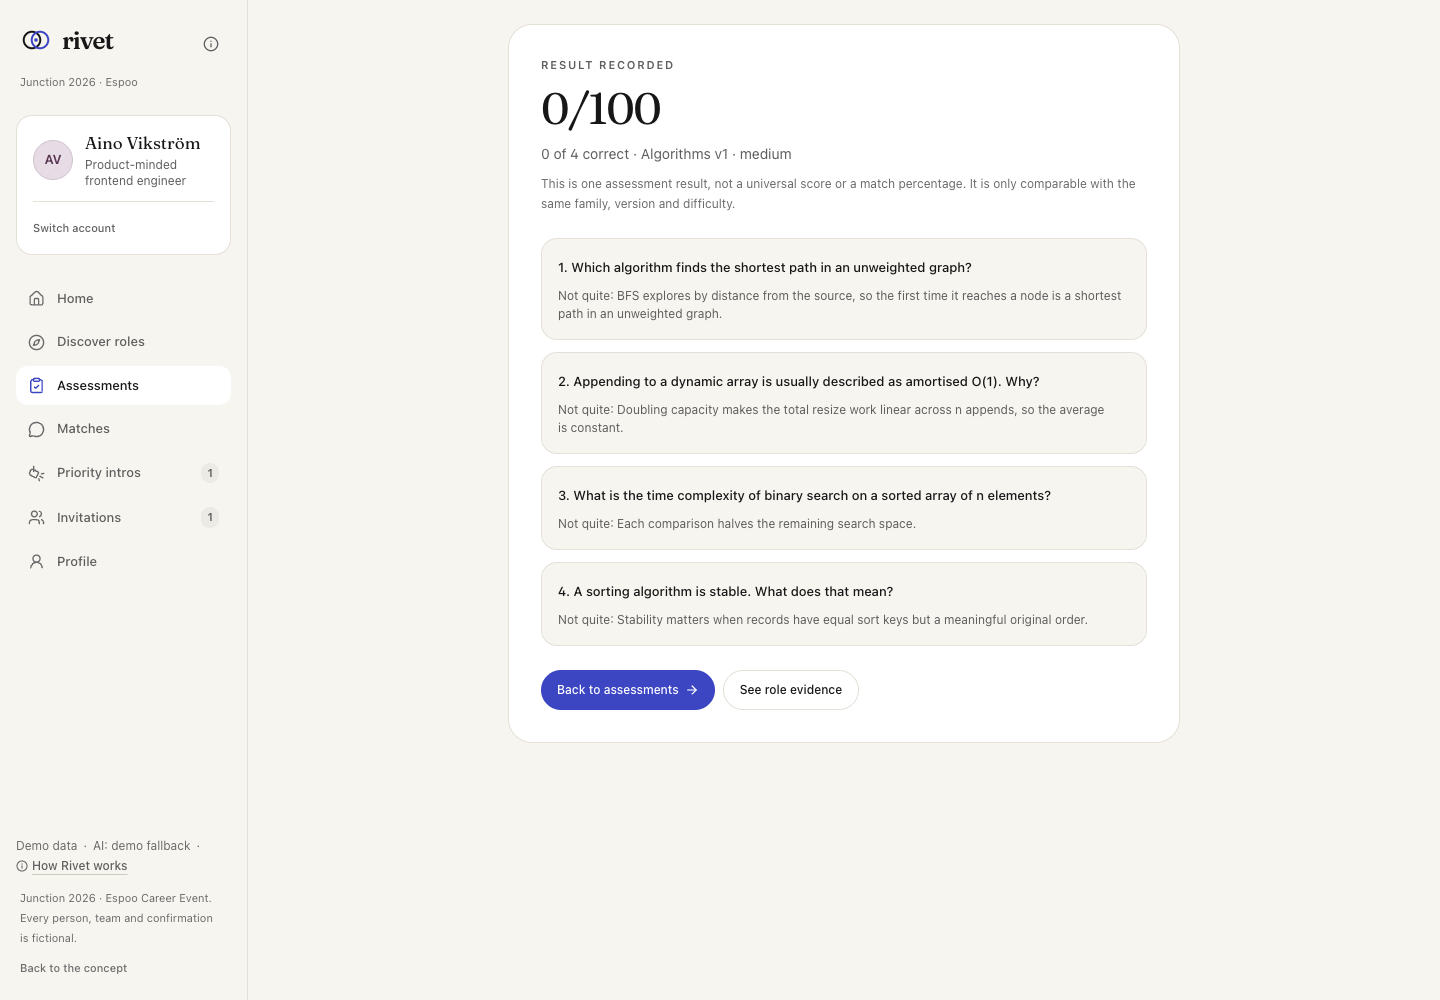 rivet
Junction 2026 · Espoo
AV
Aino Vikström
Product-minded
frontend engineer
Switch account
Home
Discover roles
Assessments
Matches
Priority intros 1
Invitations 1
Profile
Demo data · AI: demo fallback ·
How Rivet works
Junction 2026 · Espoo Career Event.
Every person, team and confirmation
is fictional.
Back to the concept
RESULT RECORDED
0/100
0 of 4 correct · Algorithms v1 · medium
This is one assessment result, not a universal score or a match percentage. It is only comparable with the
same family, version and difficulty.
1. Which algorithm finds the shortest path in an unweighted graph?
Not quite: BFS explores by distance from the source, so the first time it reaches a node is a shortest
path in an unweighted graph.
2. Appending to a dynamic array is usually described as amortised O(1). Why?
Not quite: Doubling capacity makes the total resize work linear across n appends, so the average
is constant.
3. What is the time complexity of binary search on a sorted array of n elements?
Not quite: Each comparison halves the remaining search space.
4. A sorting algorithm is stable. What does that mean?
Not quite: Stability matters when records have equal sort keys but a meaningful original order.
Back to assessments
See role evidence